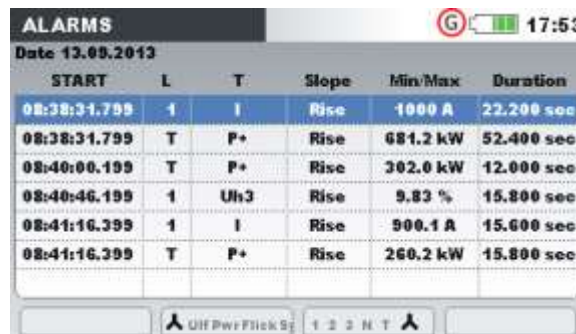 ALARMS G 17:53
Date 13.09.2013
START L T Slope Min/Max Duration
08:38:31.799 1 I Rise 1000 A 22.200 sec
08:38:31.799 T P+ Rise 681.2 kW 52.400 sec
08:40:00.199 T P+ Rise 302.0 kW 12.000 sec
08:40:46.199 1 Uh3 Rise 9.83 % 15.800 sec
08:41:16.399 1 I Rise 900.1 A 15.600 sec
08:41:16.399 T P+ Rise 260.2 kW 15.800 sec
UIf Pwr Flick 1 2 3 N T